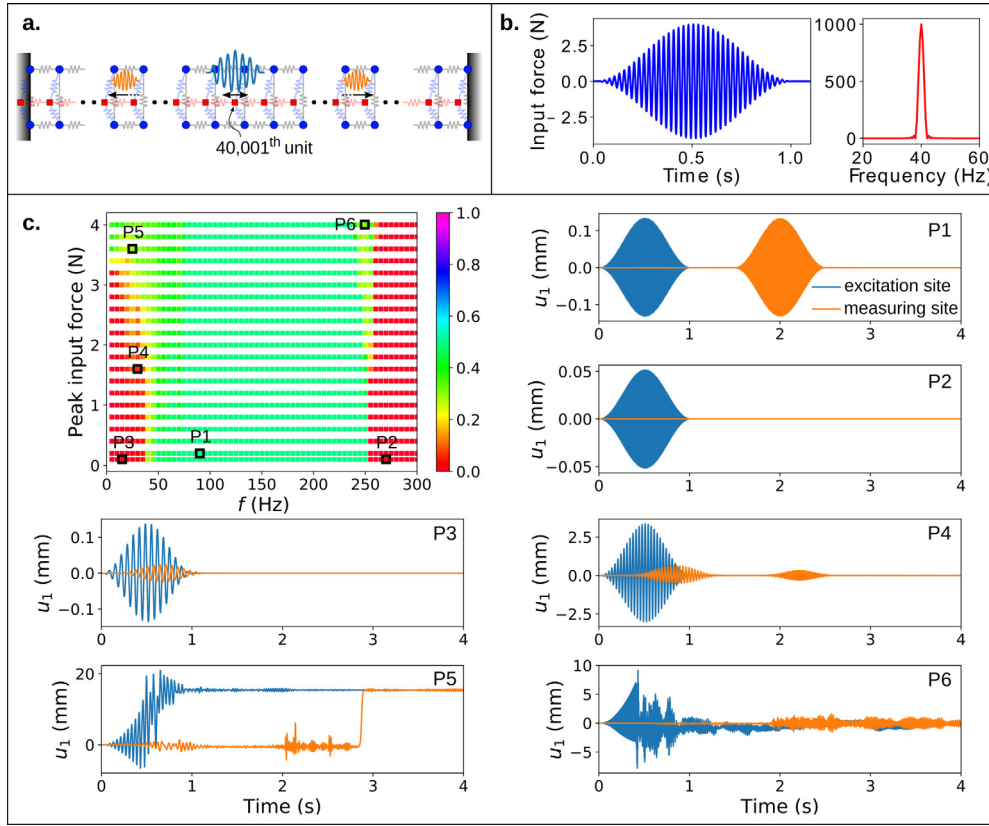 a.
40,001th unit
b.
Input force (N)
2.5
0.0
−2.5
0.0
0.5
1.0
Time (s)
1000
500
0
20
40
60
Frequency (Hz)
c.
Peak input force (N)
4
3
2
1
0
0
50
100
150
200
250
300
f (Hz)
P5
P6
P4
P3
P1
P2
1.0
0.8
0.6
0.4
0.2
0.0
u1 (mm)
0.1
0.0
−0.1
P1
excitation site
measuring site
0
1
2
3
4
u1 (mm)
0.05
0.00
−0.05
P2
0
1
2
3
4
u1 (mm)
0.1
0.0
−0.1
P3
0
1
2
3
4
u1 (mm)
2.5
0.0
−2.5
P4
0
1
2
3
4
u1 (mm)
20
0
P5
0
1
2
3
4
Time (s)
u1 (mm)
10
5
0
−5
P6
0
1
2
3
4
Time (s)